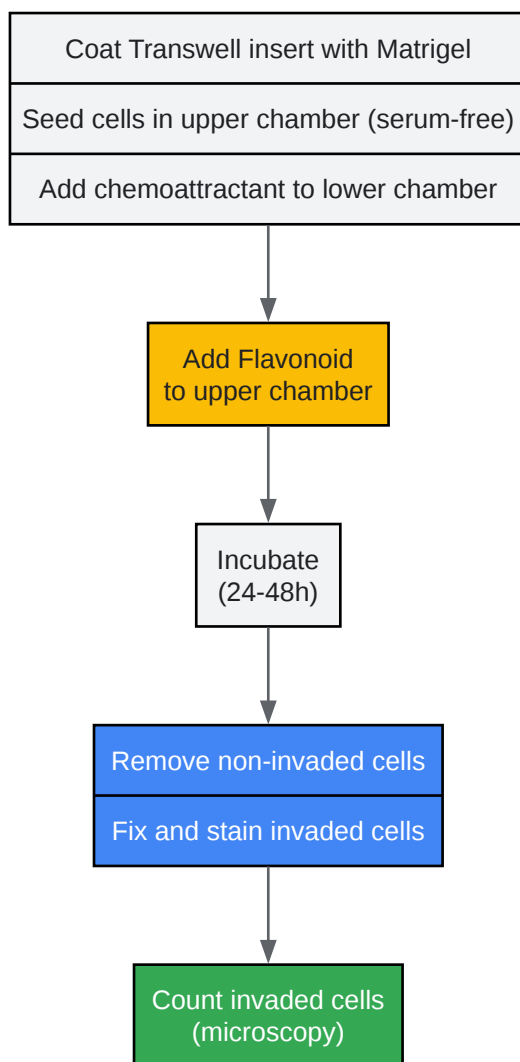 Coat Transwell insert with Matrigel
Seed cells in upper chamber (serum-free)
Add chemoattractant to lower chamber
Add Flavonoid
to upper chamber
Incubate
(24-48h)
Remove non-invaded cells
Fix and stain invaded cells
Count invaded cells
(microscopy)